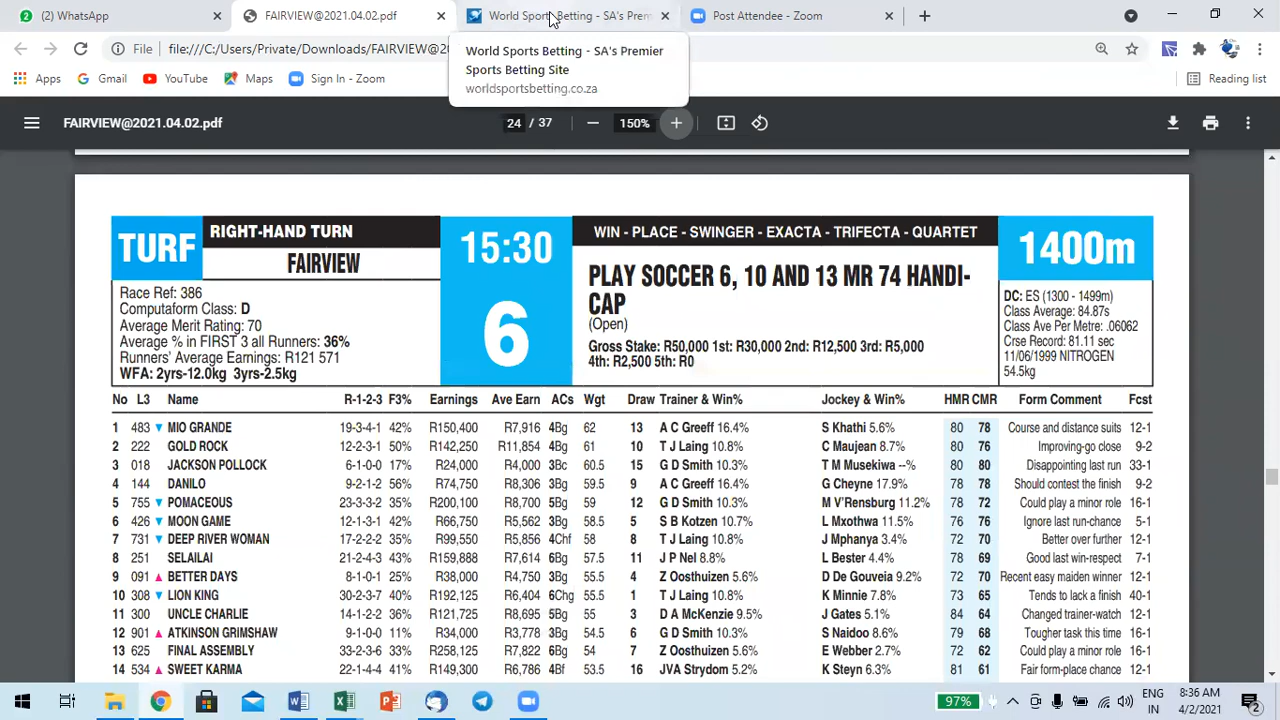 (2) WhatsApp
FAIRVIEW@2021.04.02.pdf
World Sports Betting - SA's Prem
Post Attendee - Zoom
File
file:///C:/Users/Private/Downloads/FAIRVIEW@20
World Sports Betting - SA's Premier
Sports Betting Site
worldsportsbetting.co.za
Apps
Gmail
YouTube
Maps
Sign In - Zoom
Reading list
FAIRVIEW@2021.04.02.pdf
24 / 37
150%
TURF
RIGHT-HAND TURN
FAIRVIEW
15:30
6
WIN - PLACE - SWINGER - EXACTA - TRIFECTA - QUARTET
1400m
Race Ref: 386
Computaform Class: D
Average Merit Rating: 70
Average % in FIRST 3 all Runners: 36%
Runners' Average Earnings: R121 571
WFA: 2yrs-12.0kg 3yrs-2.5kg
PLAY SOCCER 6, 10 AND 13 MR 74 HANDI-
CAP
(Open)
Gross Stake: R50,000 1st: R30,000 2nd: R12,500 3rd: R5,000
4th: R2,500 5th: R0
DC: ES (1300 - 1499m)
Class Average: 84.87s
Class Ave Per Metre: .06062
Crse Record: 81.11 sec
11/06/1999 NITROGEN
54.5kg
No L3 Name R-1-2-3 F3% Earnings Ave Earn ACs Wgt Draw Trainer & Win% Jockey & Win% HMR CMR Form Comment Fcst
1 483 ▼ MIO GRANDE 19-3-4-1 42% R150,400 R7,916 4Bg 62 13 A C Greeff 16.4% S Khathi 5.6% 80 78 Course and distance suits 12-1
2 222 GOLD ROCK 12-2-3-1 50% R142,250 R11,854 4Bg 61 10 T J Laing 10.8% C Maujean 8.7% 80 76 Improving-go close 9-2
3 018 JACKSON POLLOCK 6-1-0-0 17% R24,000 R4,000 3Bc 60.5 15 G D Smith 10.3% T M Musekiwa --% 80 80 Disappointing last run 33-1
4 144 DANILO 9-2-1-2 56% R74,750 R8,306 3Bg 59.5 9 A C Greeff 16.4% G Cheyne 17.9% 78 78 Should contest the finish 9-2
5 755 ▼ POMACEOUS 23-3-3-2 35% R200,100 R8,700 5Bg 59 12 G D Smith 10.3% M V'Rensburg 11.2% 78 72 Could play a minor role 16-1
6 426 ▼ MOON GAME 12-1-3-1 42% R66,750 R5,562 3Bg 58.5 5 S B Kotzen 10.7% L Mxothwa 11.5% 76 76 Ignore last run-chance 5-1
7 731 ▼ DEEP RIVER WOMAN 17-2-2-2 35% R99,550 R5,856 4Chf 58 8 T J Laing 10.8% J Mphanya 3.4% 72 70 Better over further 12-1
8 251 SELAILAI 21-2-4-3 43% R159,888 R7,614 6Bg 57.5 11 J P Nel 8.8% L Bester 4.4% 78 69 Good last win-respect 7-1
9 091 ▲ BETTER DAYS 8-1-0-1 25% R38,000 R4,750 3Bg 55.5 4 Z Oosthuizen 5.6% D De Gouveia 9.2% 72 70 Recent easy maiden winner 12-1
10 308 ▼ LION KING 30-2-3-7 40% R192,125 R6,404 6Chg 55.5 1 T J Laing 10.8% K Minnie 7.8% 73 65 Tends to lack a finish 40-1
11 300 UNCLE CHARLIE 14-1-2-2 36% R121,725 R8,695 5Bg 55 3 D A McKenzie 9.5% J Gates 5.1% 84 64 Changed trainer-watch 12-1
12 901 ▲ ATKINSON GRIMSHAW 9-1-0-0 11% R34,000 R3,778 3Bg 54.5 6 G D Smith 10.3% S Naidoo 8.6% 79 68 Tougher task this time 16-1
13 625 FINAL ASSEMBLY 33-2-3-6 33% R258,125 R7,822 6Bg 54 7 Z Oosthuizen 5.6% E Webber 2.7% 72 62 Could play a minor role 16-1
14 534 ▲ SWEET KARMA 22-1-4-4 41% R149,300 R6,786 4Bf 53.5 16 JVA Strydom 5.2% K Steyn 6.3% 81 61 Fair form-place chance 12-1
97%
ENG
IN
8:36 AM
4/2/2021
2